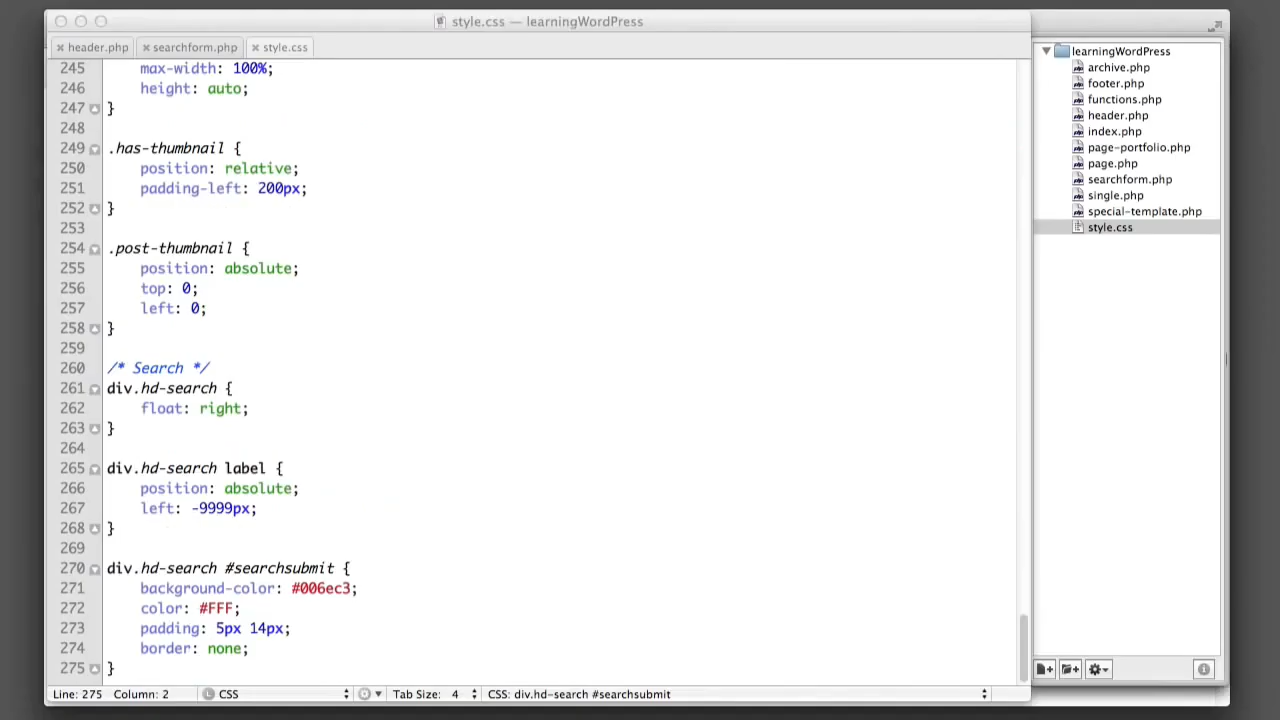 style.css — learningWordPress
header.php searchform.php style.css
245 max-width: 100%;
246 height: auto;
247 }
248
249 .has-thumbnail {
250 position: relative;
251 padding-left: 200px;
252 }
253
254 .post-thumbnail {
255 position: absolute;
256 top: 0;
257 left: 0;
258 }
259
260 /* Search */
261 div.hd-search {
262 float: right;
263 }
264
265 div.hd-search label {
266 position: absolute;
267 left: -9999px;
268 }
269
270 div.hd-search #searchsubmit {
271 background-color: #006ec3;
272 color: #FFF;
273 padding: 5px 14px;
274 border: none;
275 }
Line: 275 Column: 2 L CSS Tab Size: 4 CSS: div.hd-search #searchsubmit
learningWordPress
archive.php
footer.php
functions.php
header.php
index.php
page-portfolio.php
page.php
searchform.php
single.php
special-template.php
style.css